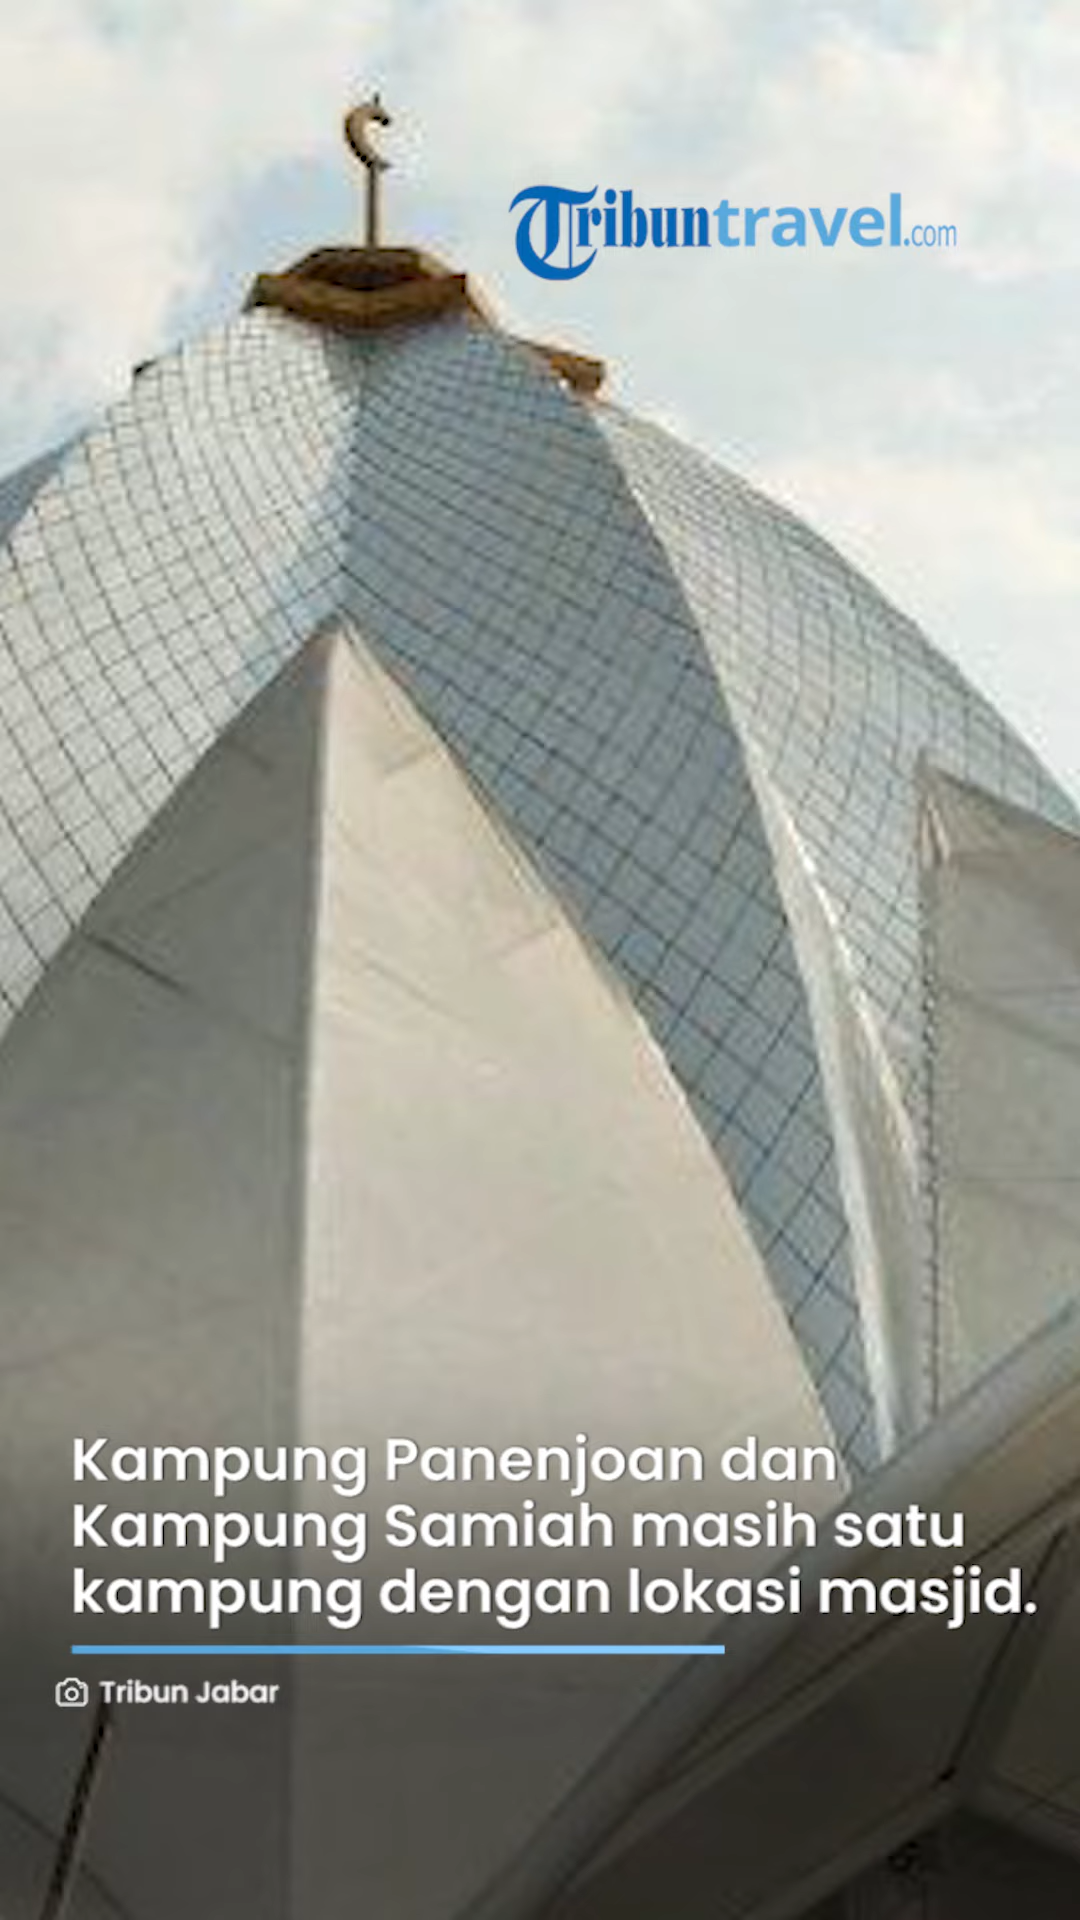 Tribuntravel.com
Kampung Panenjoan dan
Kampung Samiah masih satu
kampung dengan lokasi masjid.
Tribun Jabar